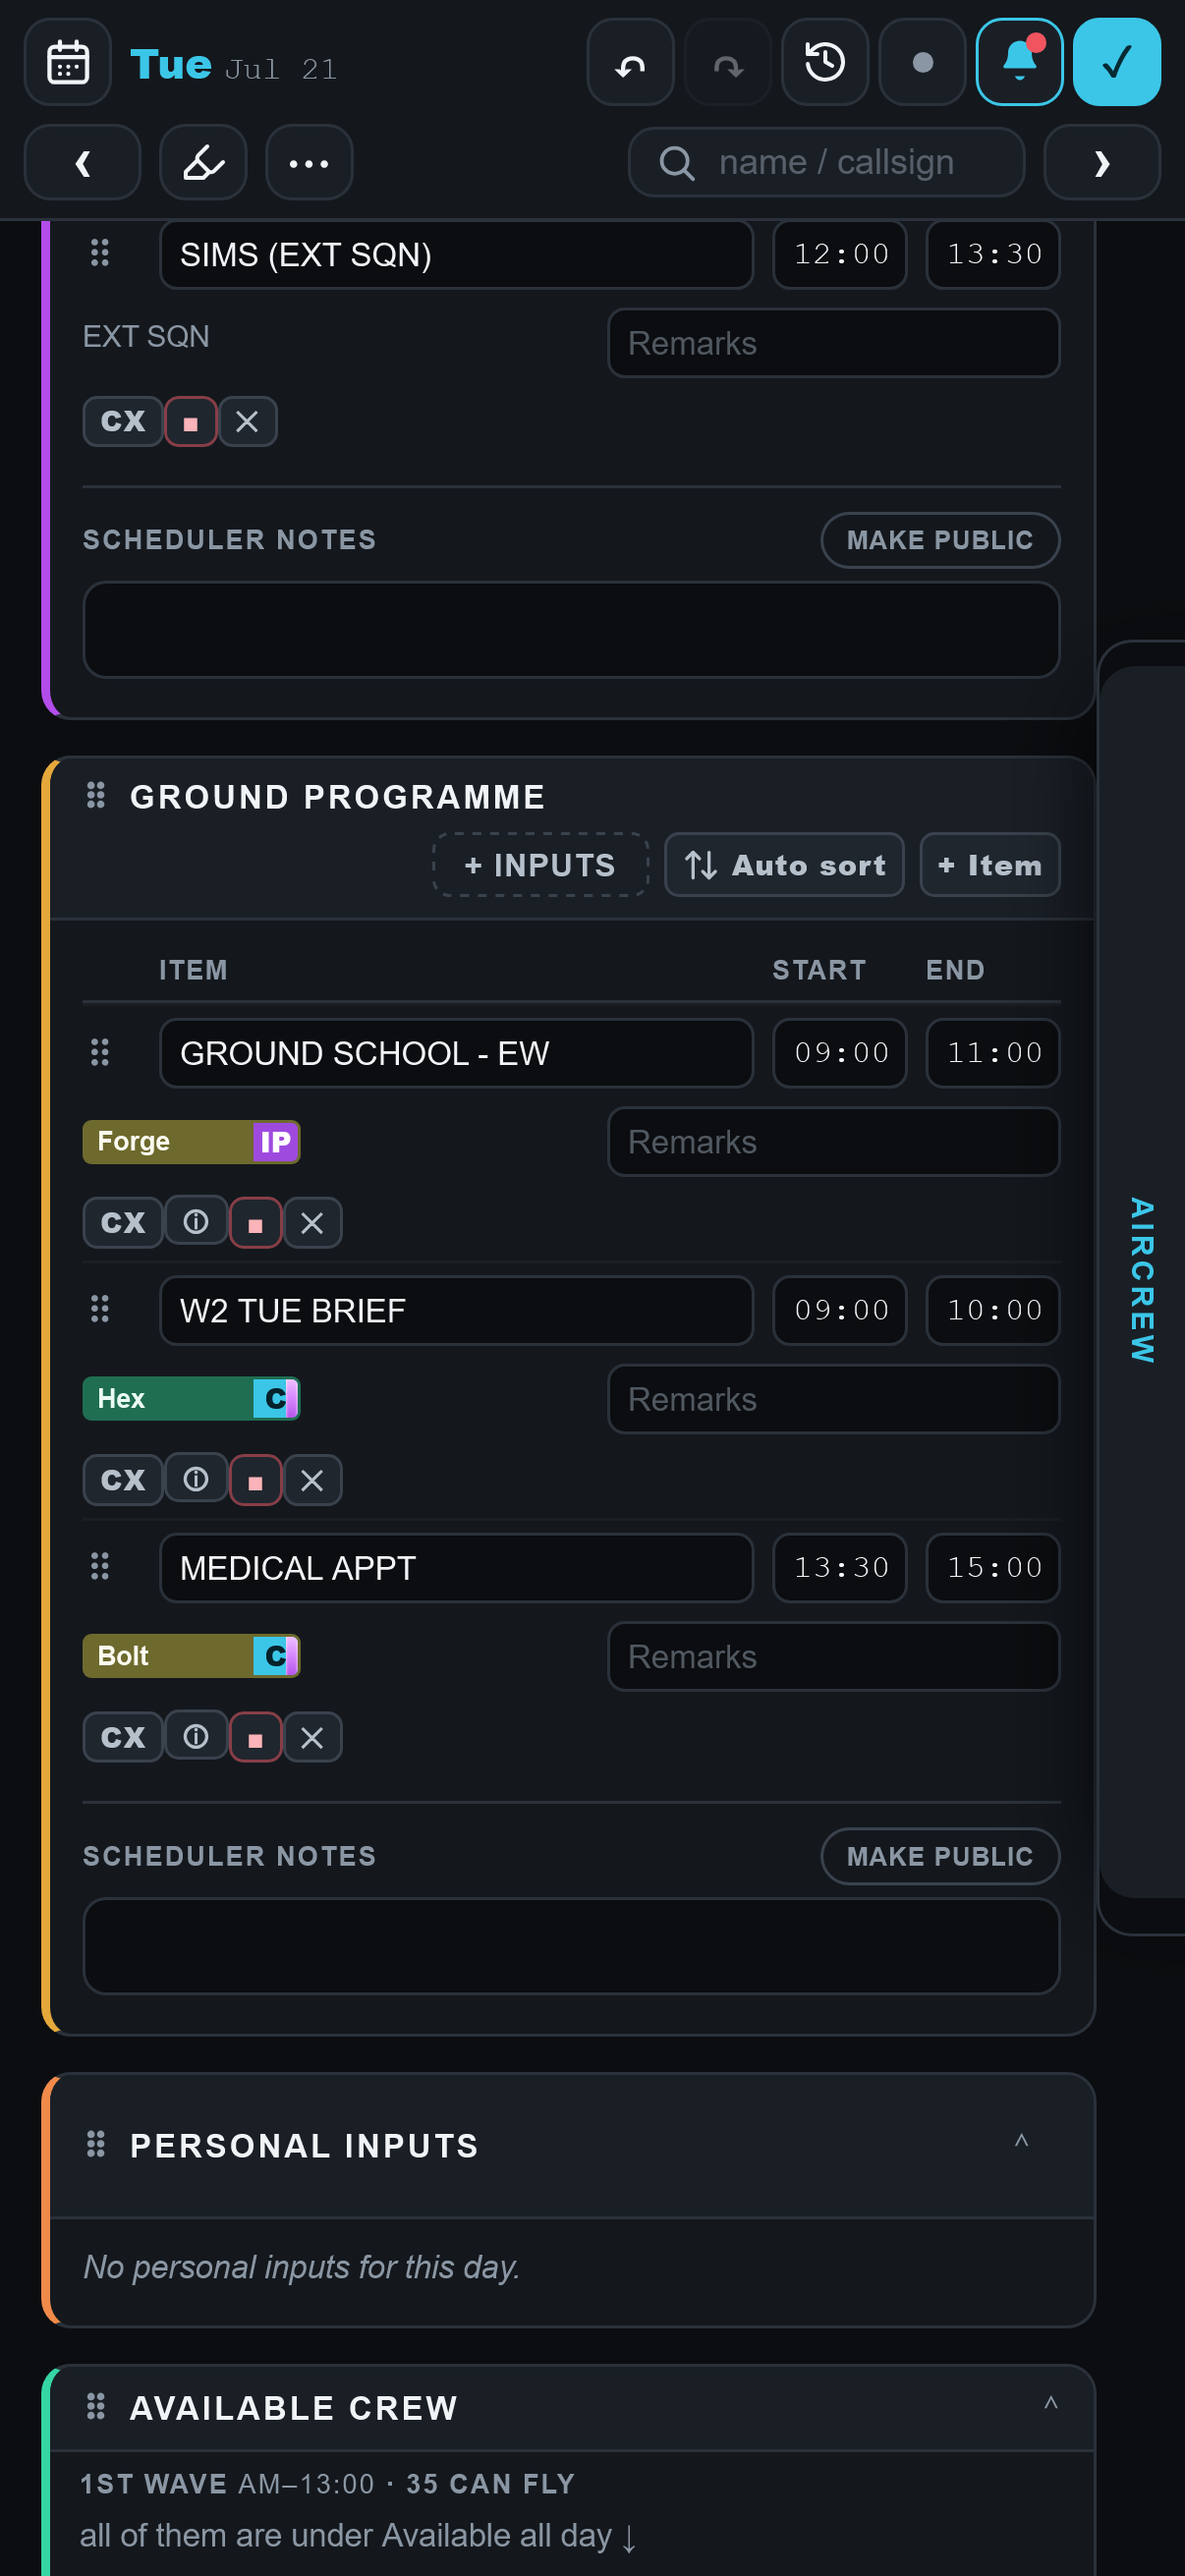 Tue Jul 21
name / callsign
SIMS (EXT SQN) 12:00 13:30
EXT SQN Remarks
CX
SCHEDULER NOTES MAKE PUBLIC
GROUND PROGRAMME
+ INPUTS Auto sort + Item
ITEM START END
GROUND SCHOOL - EW 09:00 11:00
Forge IP Remarks
CX
W2 TUE BRIEF 09:00 10:00
Hex C Remarks
CX
MEDICAL APPT 13:30 15:00
Bolt C Remarks
CX
SCHEDULER NOTES MAKE PUBLIC
AIRCREW
PERSONAL INPUTS
No personal inputs for this day.
AVAILABLE CREW
1ST WAVE AM–13:00 · 35 CAN FLY
all of them are under Available all day ↓